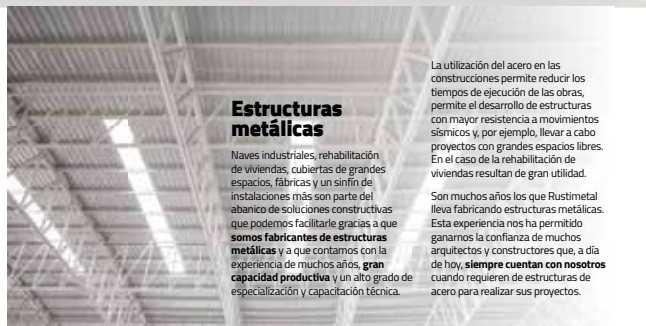 Estructuras
metálicas
Naves industriales, rehabilitación
de viviendas, cubiertas de grandes
espacios, fábricas y un sinfín de
instalaciones más son parte del
abanico de soluciones constructivas
que podemos facilitarle gracias a que
somos fabricantes de estructuras
metálicas y a que contamos con la
experiencia de muchos años, gran
capacidad productiva y un alto grado de
especialización y capacitación técnica.
La utilización del acero en las
construcciones permite reducir los
tiempos de ejecución de las obras,
permite el desarrollo de estructuras
con mayor resistencia a movimientos
sísmicos y, por ejemplo, llevar a cabo
proyectos con grandes espacios libres.
En el caso de la rehabilitación de
viviendas resultan de gran utilidad.
Son muchos años los que Rustimetal
lleva fabricando estructuras metálicas.
Esta experiencia nos ha permitido
ganarnos la confianza de muchos
arquitectos y constructores que, a día
de hoy, siempre cuentan con nosotros
cuando requieren de estructuras de
acero para realizar sus proyectos.